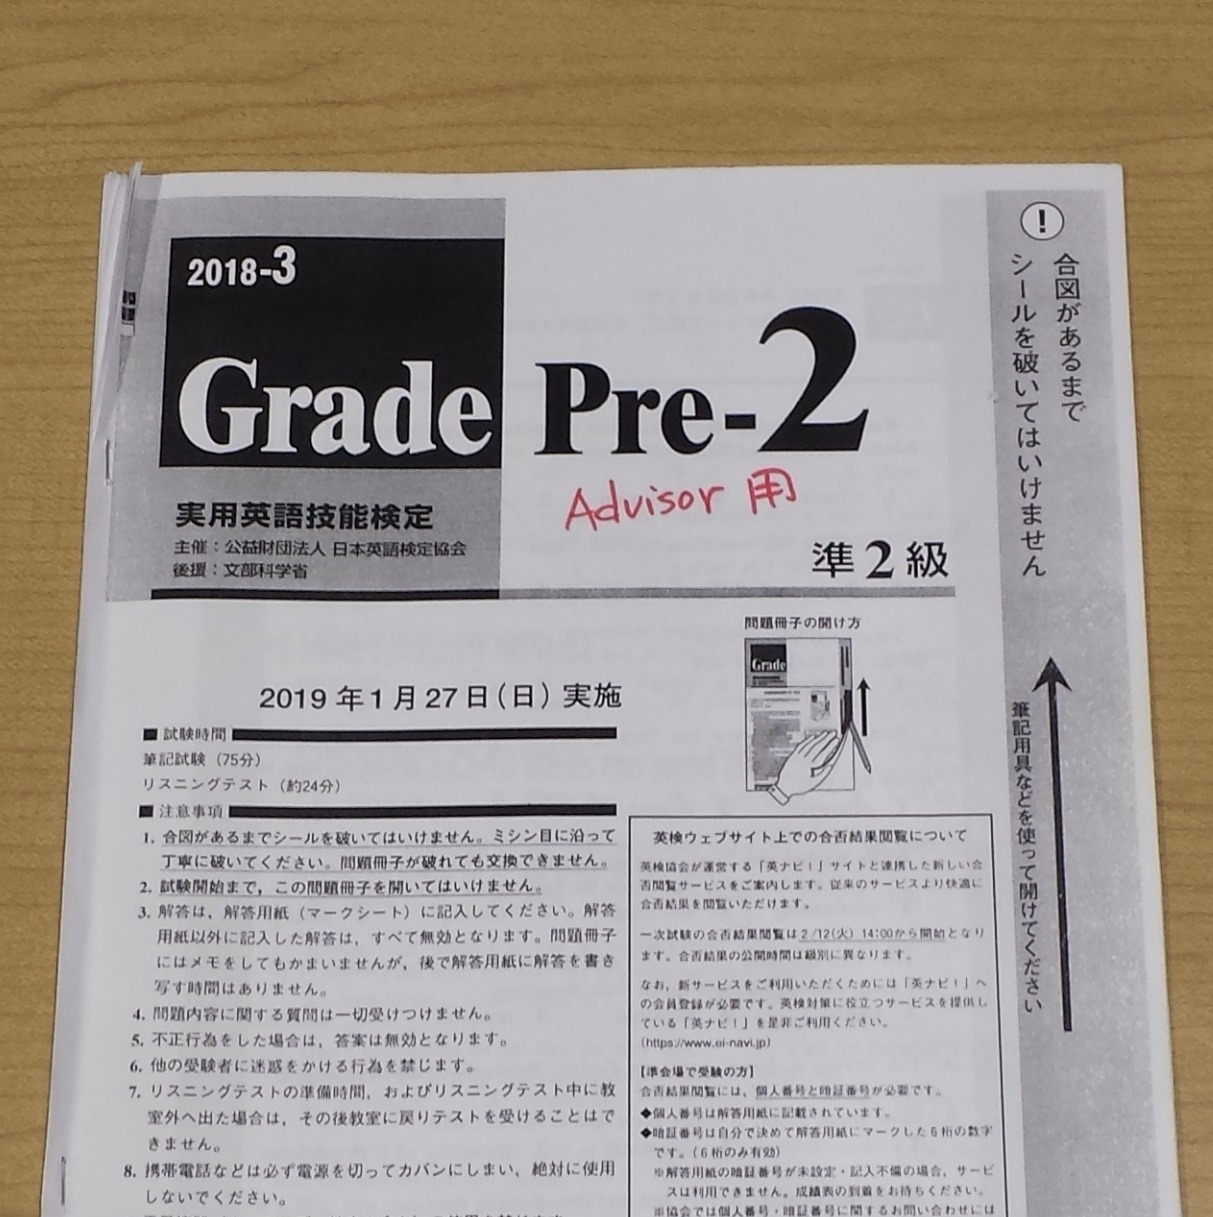 2018-3
Grade Pre-2
Advisor 用
実用英語技能検定
主催：公益財団法人 日本英語検定協会
後援：文部科学省
準2級
!
合図があるまで
シールを破いてはいけません
筆記用具などを使って開けてください
問題冊子の開け方
Grade
2019年1月27日(日)実施
■ 試験時間
筆記試験（75分）
リスニングテスト（約24分）
■ 注意事項
1. 合図があるまでシールを破いてはいけません。ミシン目に沿って
丁寧に破いてください。問題冊子が破れても交換できません。
2. 試験開始まで，この問題冊子を開いてはいけません。
3. 解答は，解答用紙（マークシート）に記入してください。解答
用紙以外に記入した解答は，すべて無効となります。問題冊子
にはメモをしてもかまいませんが，後で解答用紙に解答を書き
写す時間はありません。
4. 問題内容に関する質問は一切受けつけません。
5. 不正行為をした場合は，答案は無効となります。
6. 他の受験者に迷惑をかける行為を禁じます。
7. リスニングテストの準備時間，およびリスニングテスト中に教
室外へ出た場合は，その後教室に戻りテストを受けることはで
きません。
8. 携帯電話などは必ず電源を切ってカバンにしまい，絶対に使用
しないでください。
英検ウェブサイト上での合否結果閲覧について
英検協会が運営する「英ナビ！」サイトと連携した新しい合
否閲覧サービスをご案内します。従来のサービスより快適に
合否結果を閲覧いただけます。
一次試験の合否結果閲覧は2/12(火) 14:00から開始となり
ます。合否結果の公開時間は級別に異なります。
なお，新サービスをご利用いただくためには「英ナビ！」へ
の会員登録が必要です。英検対策に役立つサービスを提供し
ている「英ナビ！」を是非ご利用ください。
(https://www.ei-navi.jp)
【準会場で受験の方】
合否結果閲覧には，個人番号と暗証番号が必要です。
◆個人番号は解答用紙に記載されています。
◆暗証番号は自分で決めて解答用紙にマークした6桁の数字
です。（6桁のみ有効）
※解答用紙の暗証番号が未設定・記入不備の場合，サービ
スは利用できません。成績表の到着をお待ちください。
※協会では個人番号・暗証番号に関するお問い合わせには